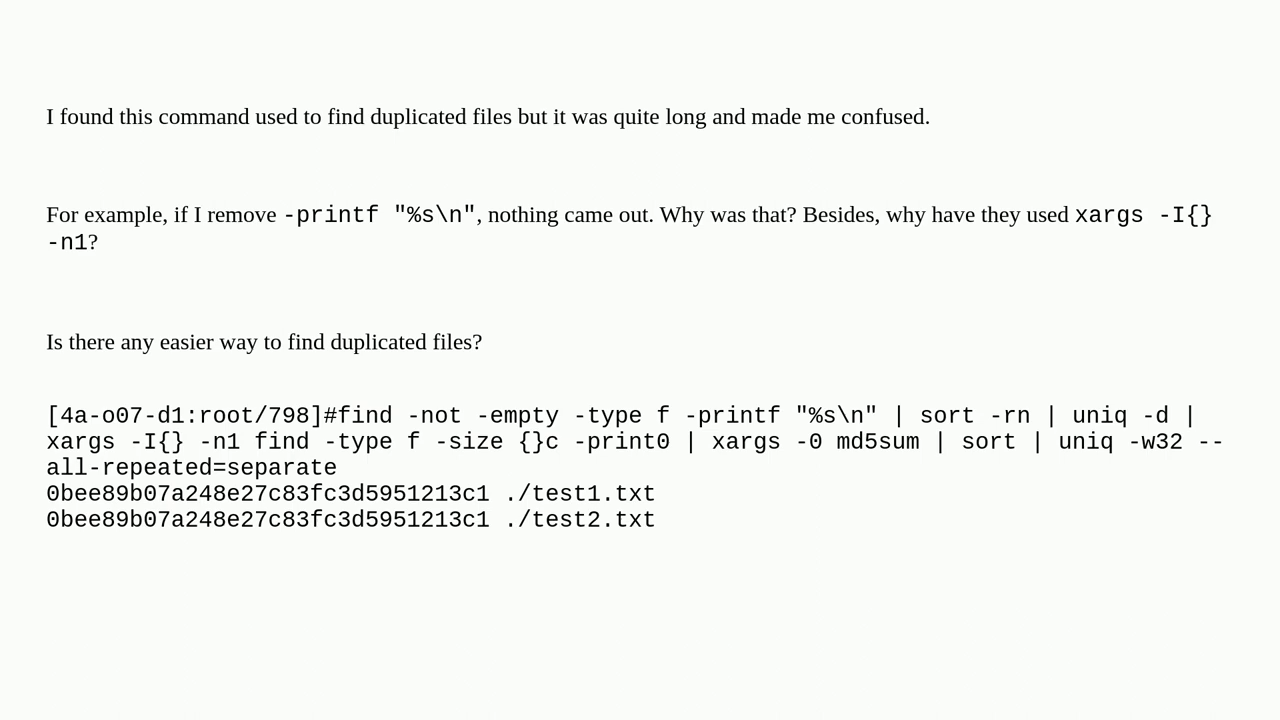 I found this command used to find duplicated files but it was quite long and made me confused.
For example, if I remove -printf "%s\n", nothing came out. Why was that? Besides, why have they used xargs -I{}
-n1?
Is there any easier way to find duplicated files?
[4a-o07-d1:root/798]#find -not -empty -type f -printf "%s\n" | sort -rn | uniq -d |
xargs -I{} -n1 find -type f -size {}c -print0 | xargs -0 md5sum | sort | uniq -w32 --
all-repeated=separate
0bee89b07a248e27c83fc3d5951213c1 ./test1.txt
0bee89b07a248e27c83fc3d5951213c1 ./test2.txt